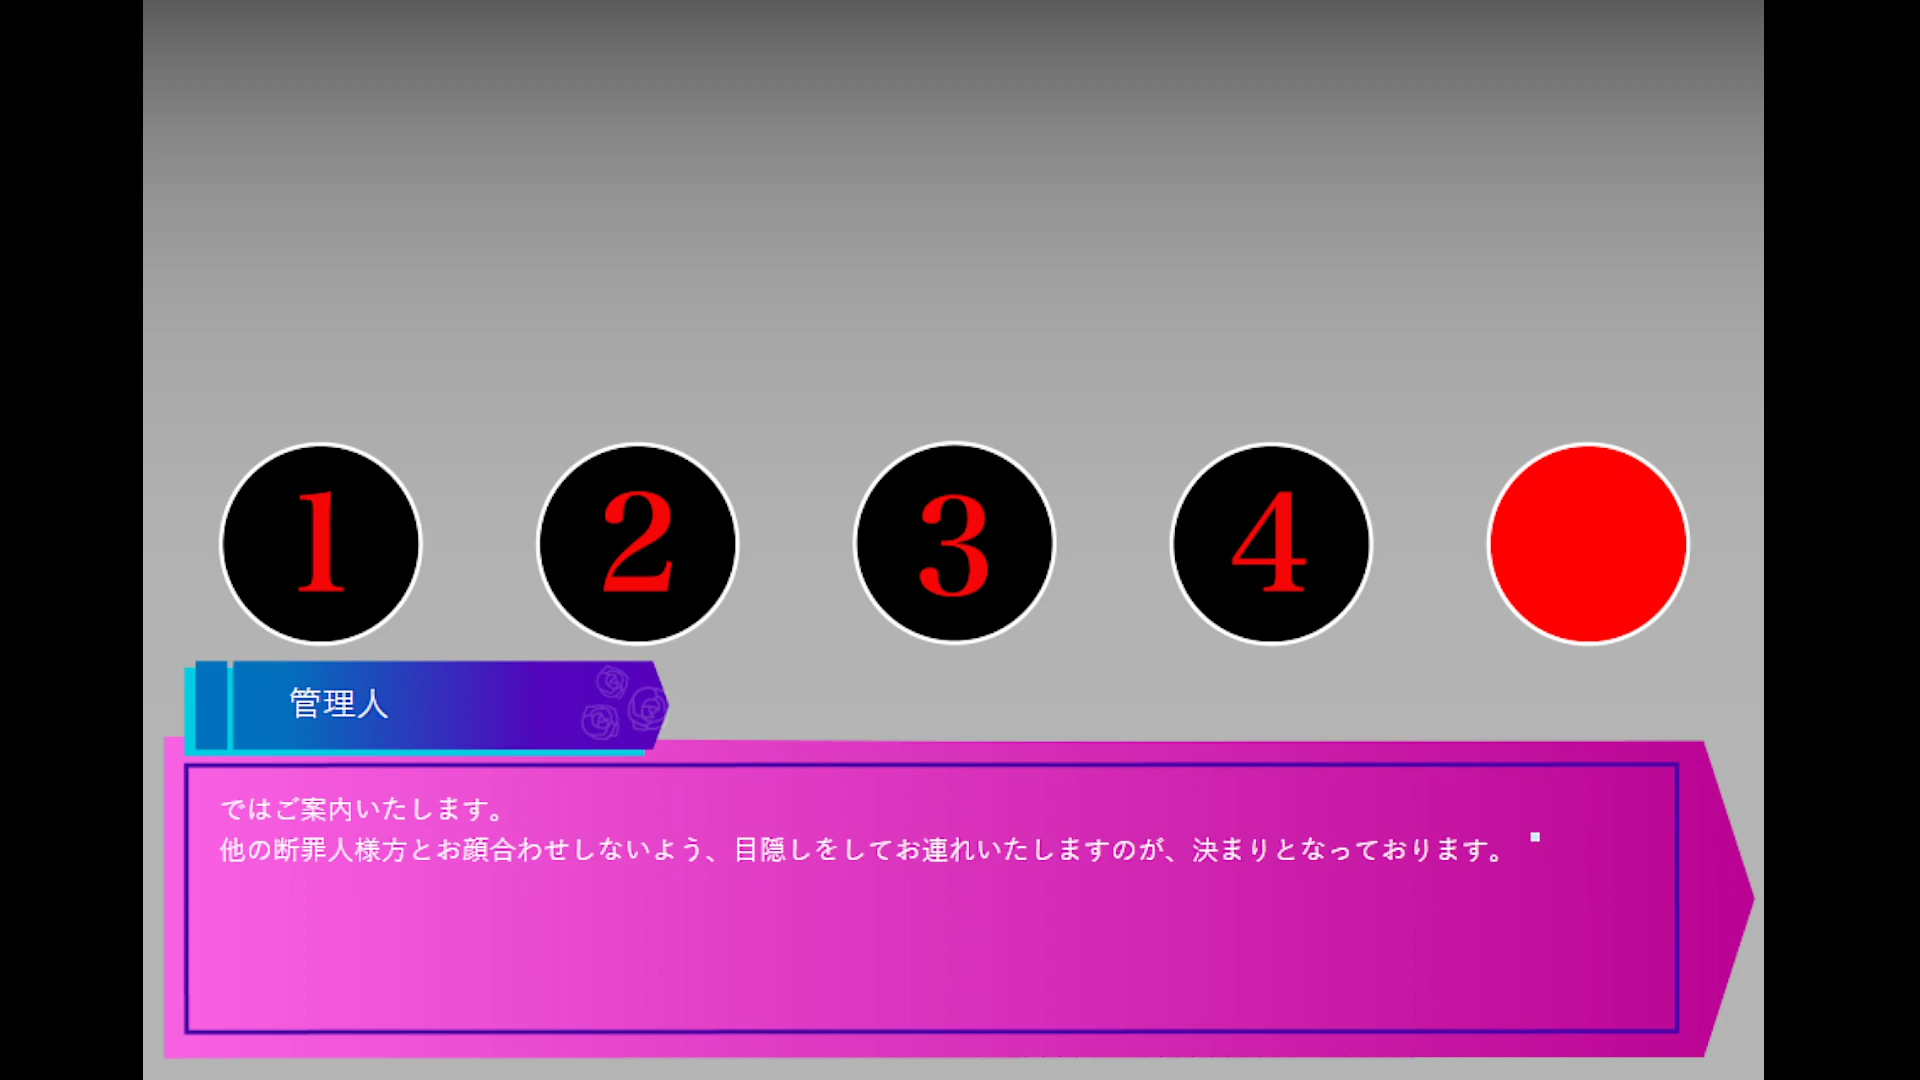 1 2 3 4
管理人
ではご案内いたします。
他の断罪人様方とお顔合わせしないよう、目隠しをしてお連れいたしますのが、決まりとなっております。